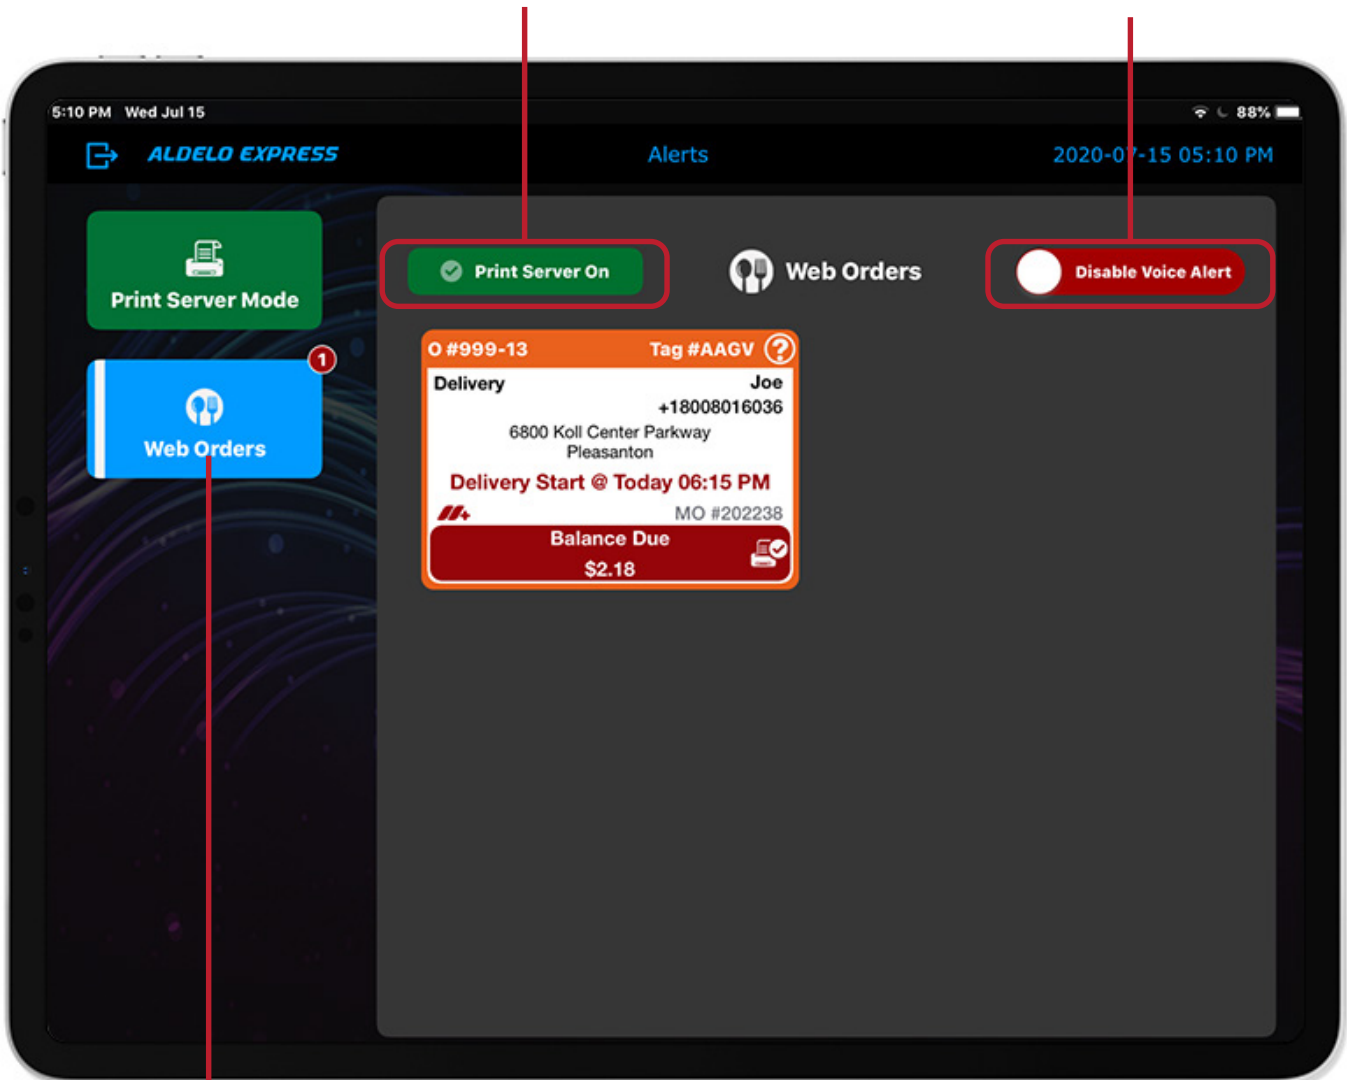 5:10 PM Wed Jul 15
88%
ALDELO EXPRESS
Alerts
2020-07-15 05:10 PM
Print Server Mode
1
Web Orders
Print Server On
Web Orders
Disable Voice Alert
O #999-13
Tag #AAGV
?
Delivery
Joe
+18008016036
6800 Koll Center Parkway
Pleasanton
Delivery Start @ Today 06:15 PM
MO #202238
Balance Due
$2.18